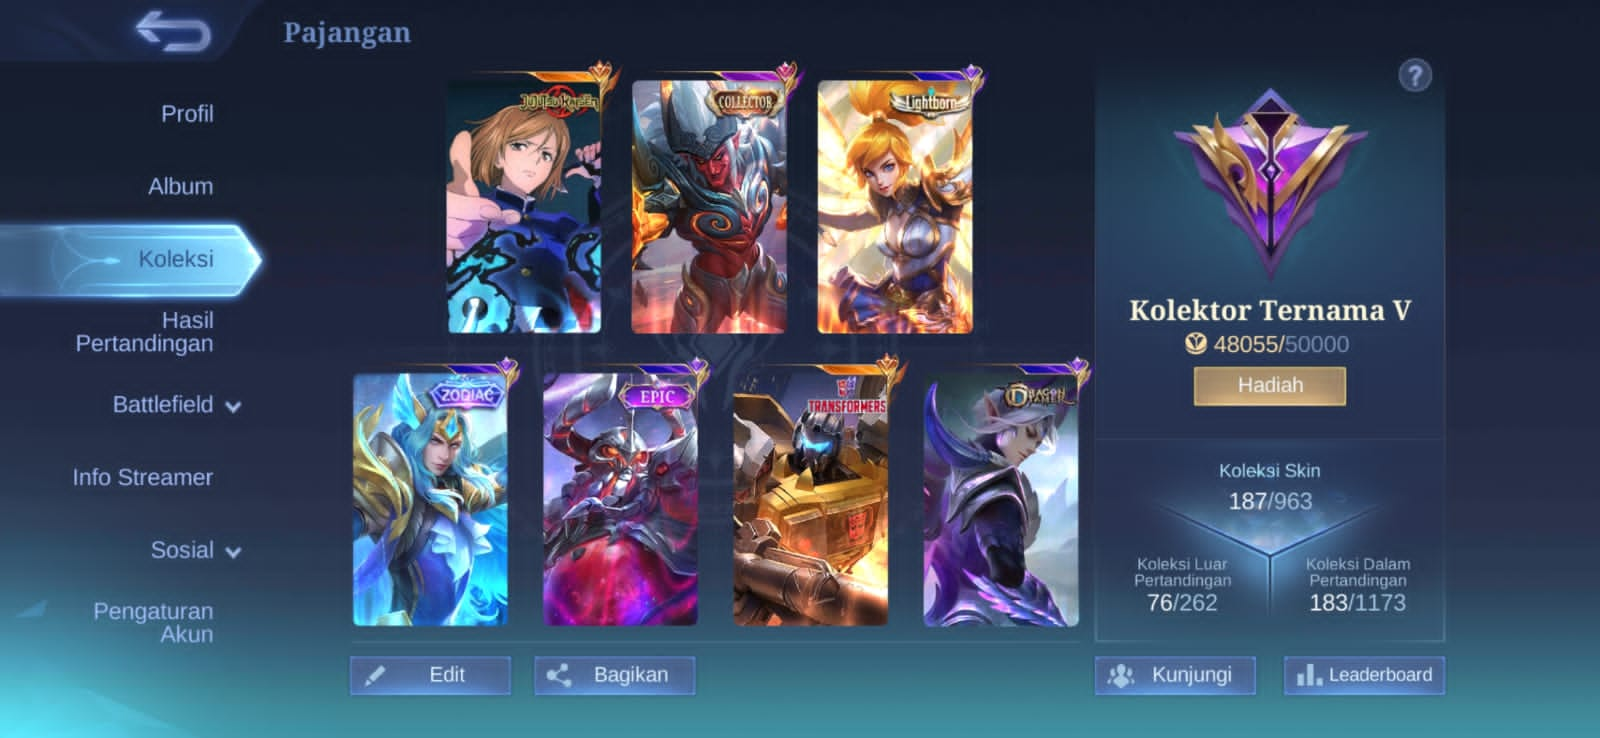 Pajangan
Profil
Album
Koleksi
Hasil
Pertandingan
Battlefield
Info Streamer
Sosial
Pengaturan
Akun
JUJUTSU KAISEN
COLLECTOR
Lightborn
ZODIAC
EPIC
TRANSFORMERS
DRAGON TAMER
?
Kolektor Ternama V
48055/50000
Hadiah
Koleksi Skin
187/963
Koleksi Luar
Pertandingan
76/262
Koleksi Dalam
Pertandingan
183/1173
Edit
Bagikan
Kunjungi
Leaderboard